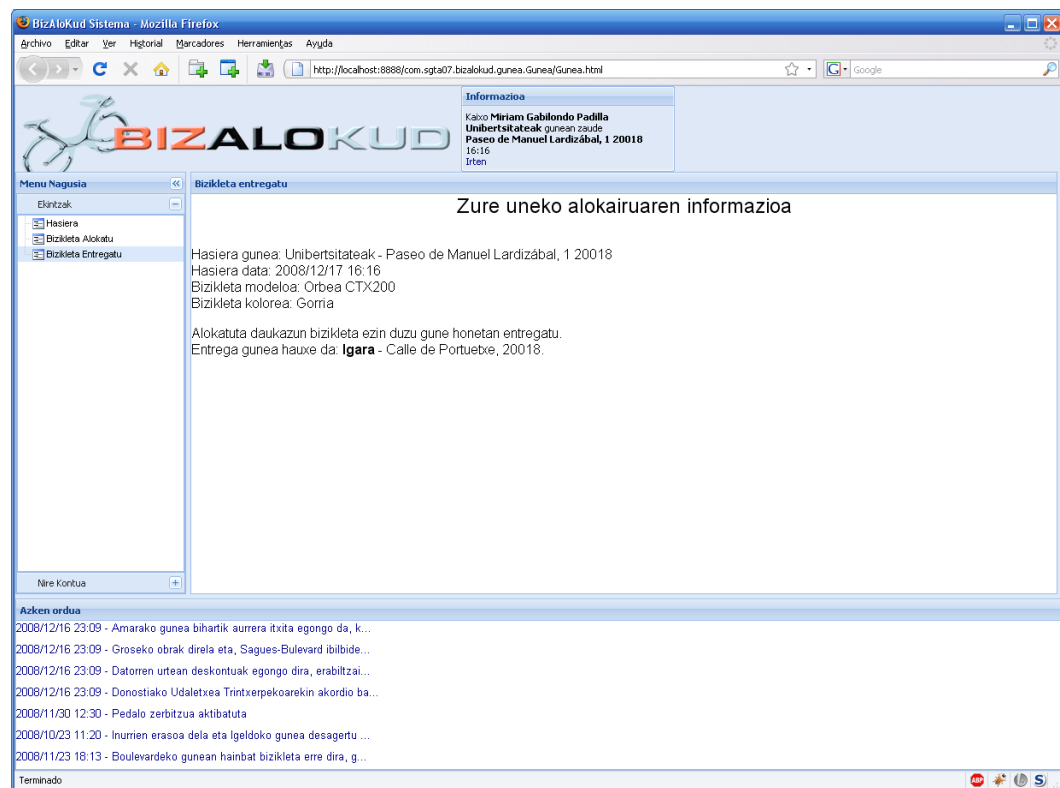 BizAloKud Sistema - Mozilla Firefox
Archivo Editar Ver Historial Marcadores Herramientas Ayuda
http://localhost:8888/com.sgta07.bizalokud.gunea.Gunea/Gunea.html
G Google
BIZALOKUD
Informazioa
Kaixo Miriam Gabilondo Padilla
Unibertsitateak gunean zaude
Paseo de Manuel Lardizábal, 1 20018
16:16
Irten
Menu Nagusia
Ekintzak
Hasiera
Bizikleta Alokatu
Bizikleta Entregatu
Nire Kontua
Bizikleta entregatu
Zure uneko alokairuaren informazioa
Hasiera gunea: Unibertsitateak - Paseo de Manuel Lardizábal, 1 20018
Hasiera data: 2008/12/17 16:16
Bizikleta modeloa: Orbea CTX200
Bizikleta kolorea: Gorria
Alokatuta daukazun bizikleta ezin duzu gune honetan entregatu.
Entrega gunea hauxe da: Igara - Calle de Portuetxe, 20018.
Azken ordua
2008/12/16 23:09 - Amarako gunea bihartik aurrera itxita egongo da, k...
2008/12/16 23:09 - Groseko obrak direla eta, Sagues-Bulevard ibilbide...
2008/12/16 23:09 - Datorren urtean deskontuak egongo dira, erabiltzai...
2008/12/16 23:09 - Donostiako Udaletxea Trintxerpekoarekin akordio ba...
2008/11/30 12:30 - Pedalo zerbitzua aktibatuta
2008/10/23 11:20 - Inurrien erasoa dela eta Igeldoko gunea desagertu ...
2008/11/23 18:13 - Boulevardeko gunean hainbat bizikleta erre dira, g...
Terminado
ABP
S